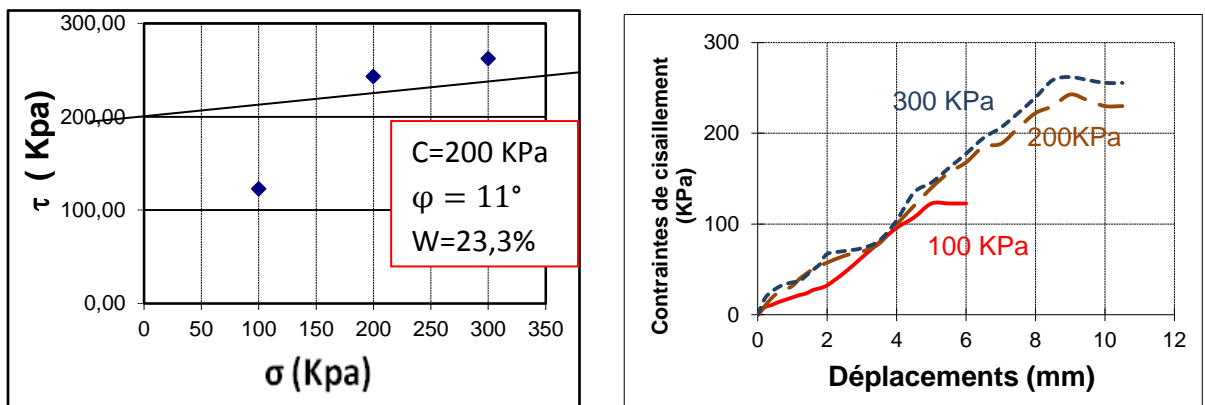 300,00
200,00
100,00
0,00
τ ( Kpa)
C=200 KPa
φ = 11°
W=23,3%
0 50 100 150 200 250 300 350
σ (Kpa)
Contraintes de cisaillement
(KPa)
300
200
100
0
300 KPa
200KPa
100 KPa
0 2 4 6 8 10 12
Déplacements (mm)